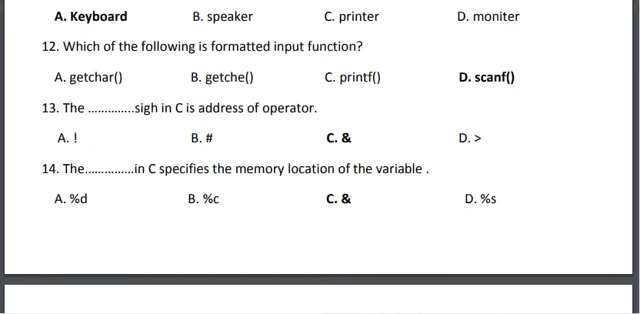 A. Keyboard B. speaker C. printer D. moniter
12. Which of the following is formatted input function?
A. getchar() B. getche() C. printf() D. scanf()
13. The ..............sigh in C is address of operator.
A. ! B. # C. & D. >
14. The...............in C specifies the memory location of the variable .
A. %d B. %c C. & D. %s